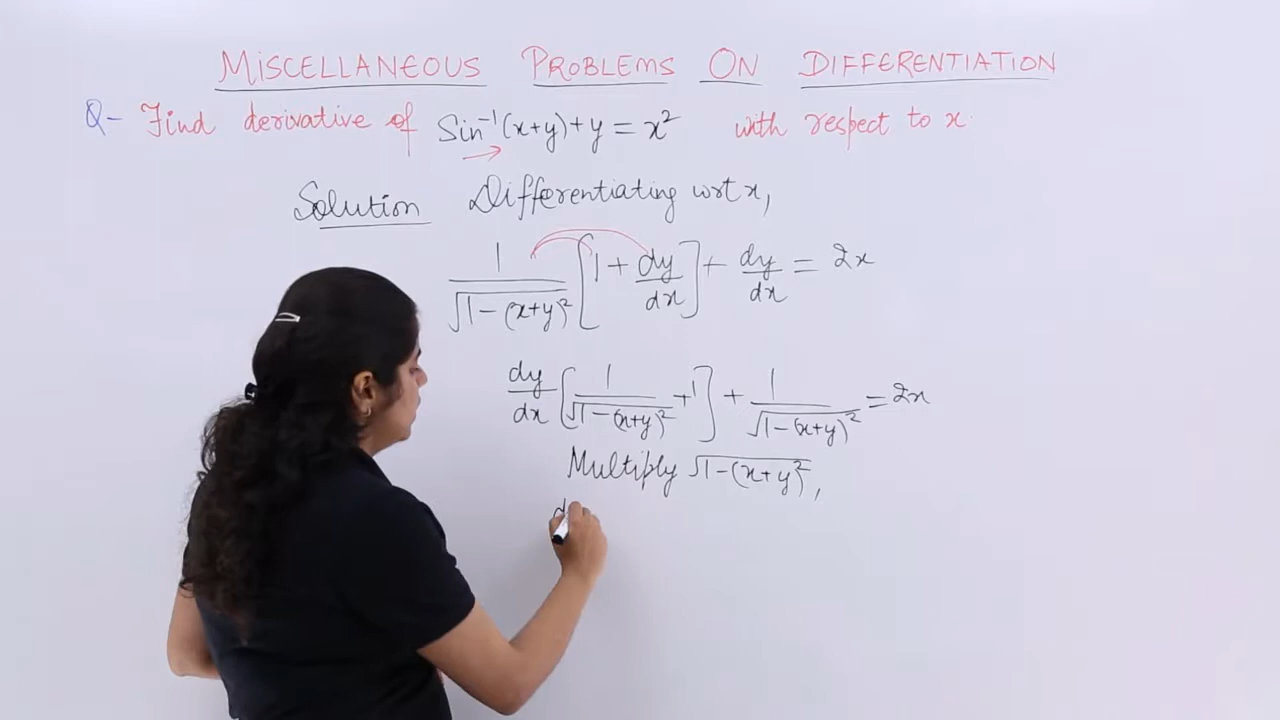 MISCELLANEOUS PROBLEMS ON DIFFERENTIATION
Q- Find derivative of Sin⁻¹(x+y)+y = x² with respect to x.
Solution Differentiating wrt x,
1/√(1-(x+y)²) [1 + dy/dx] + dy/dx = 2x
dy/dx [1/√(1-(x+y)²) + 1] + 1/√(1-(x+y)²) = 2x
Multiply √(1-(x+y)²),
d